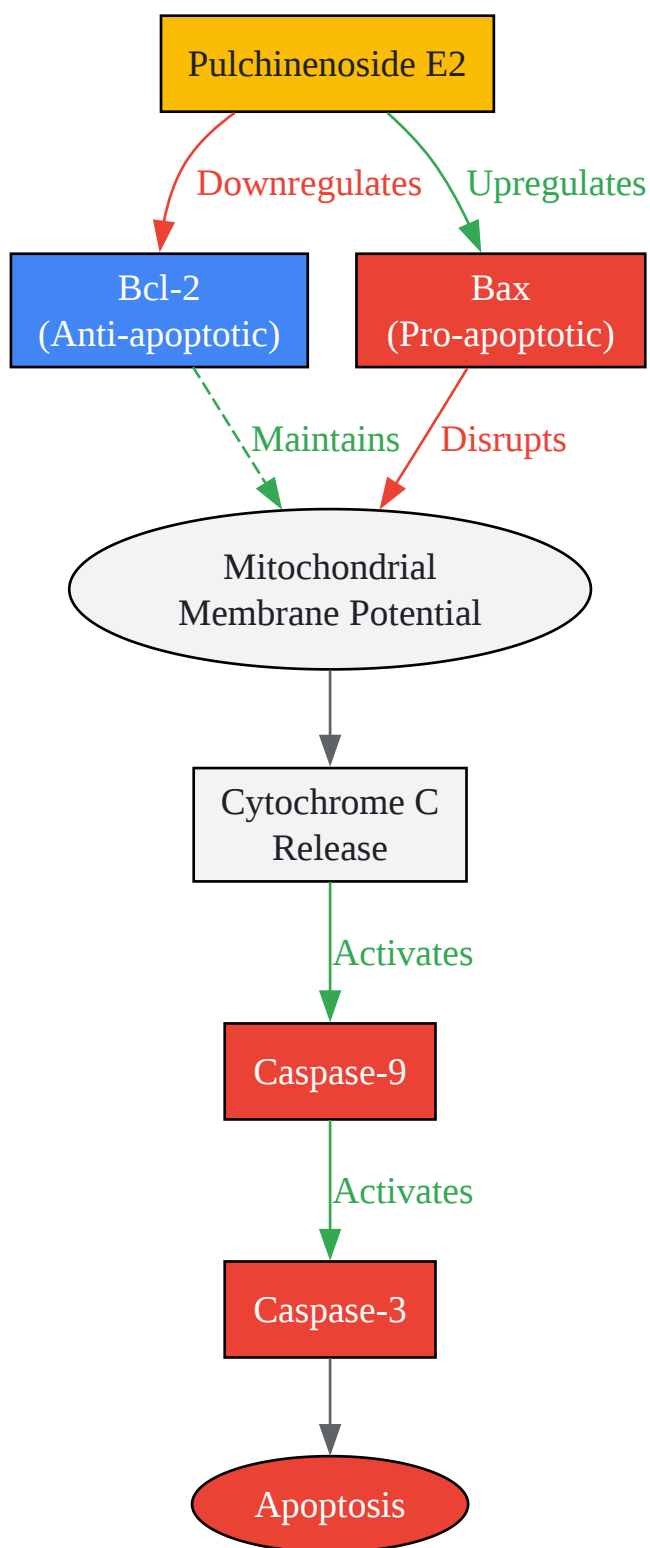 Pulchinenoside E2
Downregulates
Upregulates
Bcl-2
(Anti-apoptotic)
Bax
(Pro-apoptotic)
Maintains
Disrupts
Mitochondrial
Membrane Potential
Cytochrome C
Release
Activates
Caspase-9
Activates
Caspase-3
Apoptosis